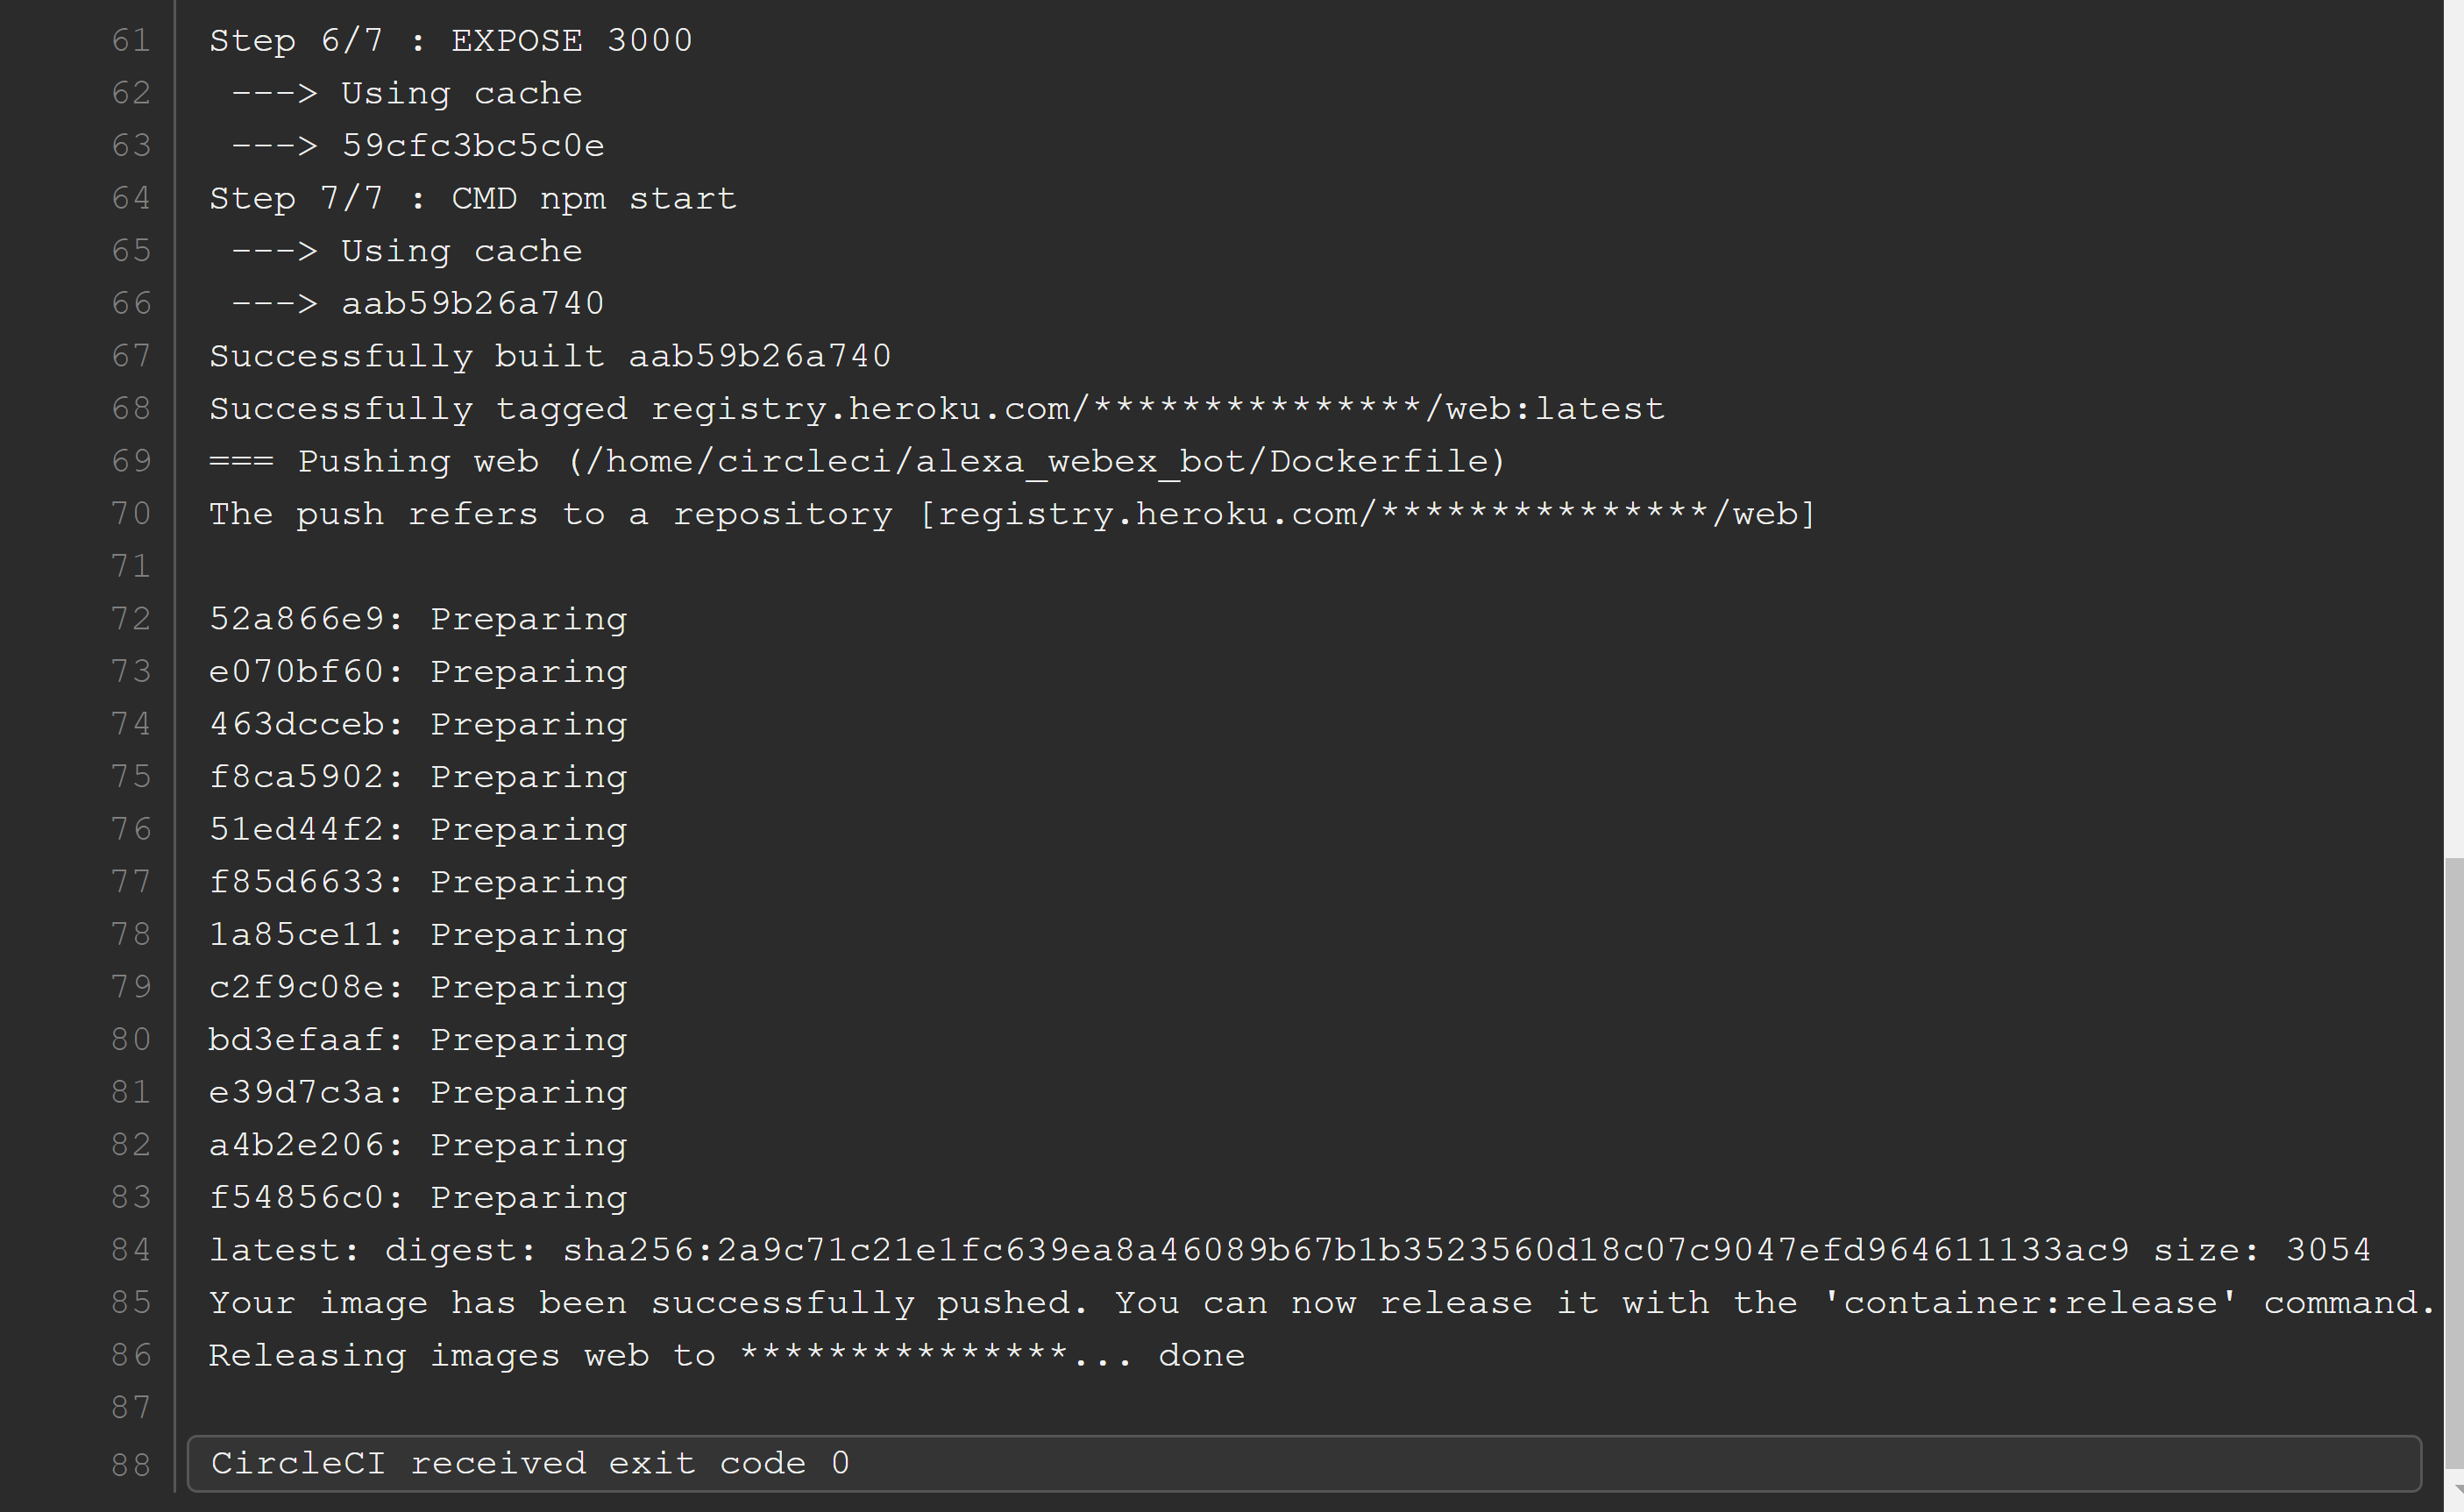 61 Step 6/7 : EXPOSE 3000
62  ---> Using cache
63  ---> 59cfc3bc5c0e
64 Step 7/7 : CMD npm start
65  ---> Using cache
66  ---> aab59b26a740
67 Successfully built aab59b26a740
68 Successfully tagged registry.heroku.com/***************/web:latest
69 === Pushing web (/home/circleci/alexa_webex_bot/Dockerfile)
70 The push refers to a repository [registry.heroku.com/***************/web]
71
72 52a866e9: Preparing
73 e070bf60: Preparing
74 463dcceb: Preparing
75 f8ca5902: Preparing
76 51ed44f2: Preparing
77 f85d6633: Preparing
78 1a85ce11: Preparing
79 c2f9c08e: Preparing
80 bd3efaaf: Preparing
81 e39d7c3a: Preparing
82 a4b2e206: Preparing
83 f54856c0: Preparing
84 latest: digest: sha256:2a9c71c21e1fc639ea8a46089b67b1b3523560d18c07c9047efd964611133ac9 size: 3054
85 Your image has been successfully pushed. You can now release it with the 'container:release' command.
86 Releasing images web to ***************... done
87
88 CircleCI received exit code 0